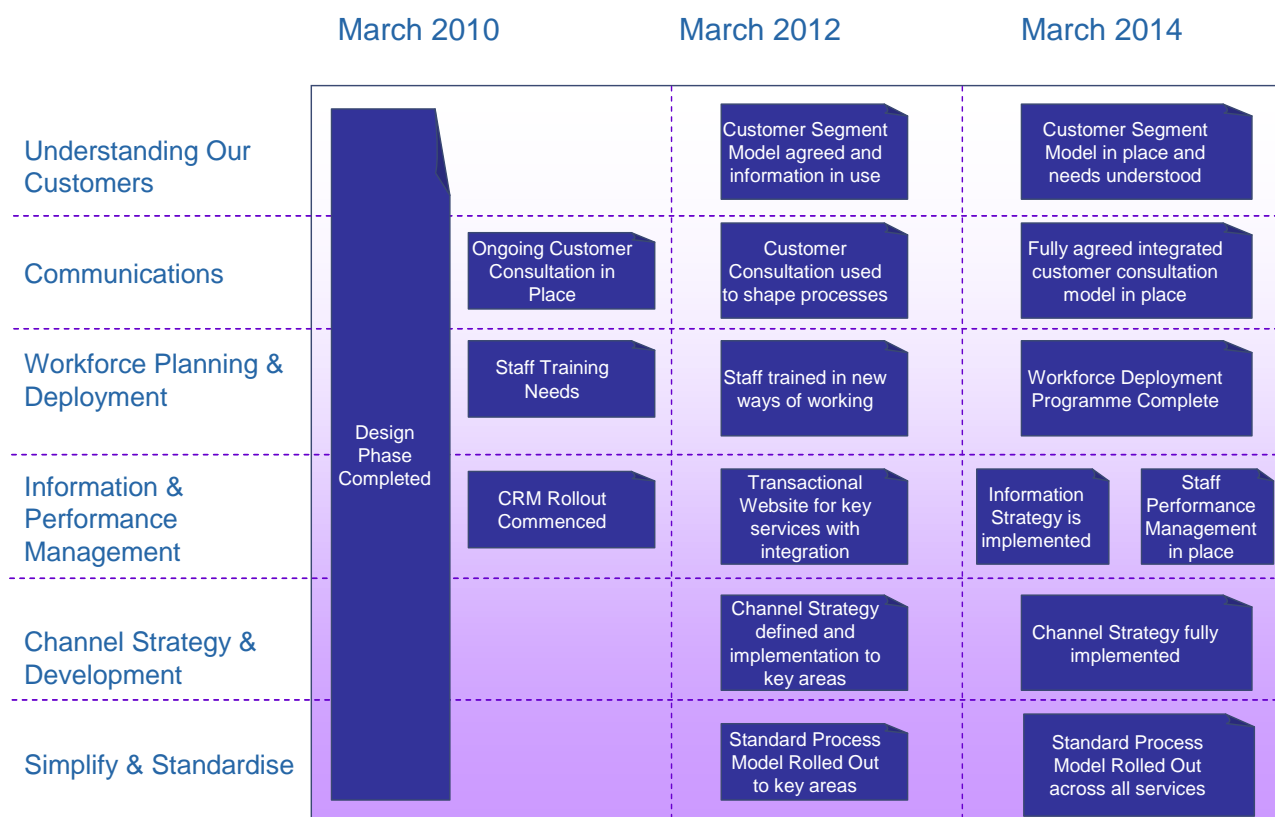 March 2010
March 2012
March 2014
Understanding Our
Customers
Customer Segment
Model agreed and
information in use
Customer Segment
Model in place and
needs understood
Communications
Ongoing Customer
Consultation in
Place
Customer
Consultation used
to shape processes
Fully agreed integrated
customer consultation
model in place
Workforce Planning &
Deployment
Staff Training
Needs
Staff trained in new
ways of working
Workforce Deployment
Programme Complete
Design
Phase
Completed
Information &
Performance
Management
CRM Rollout
Commenced
Transactional
Website for key
services with
integration
Information
Strategy is
implemented
Staff
Performance
Management
in place
Channel Strategy &
Development
Channel Strategy
defined and
implementation to
key areas
Channel Strategy fully
implemented
Simplify & Standardise
Standard Process
Model Rolled Out
to key areas
Standard Process
Model Rolled Out
across all services